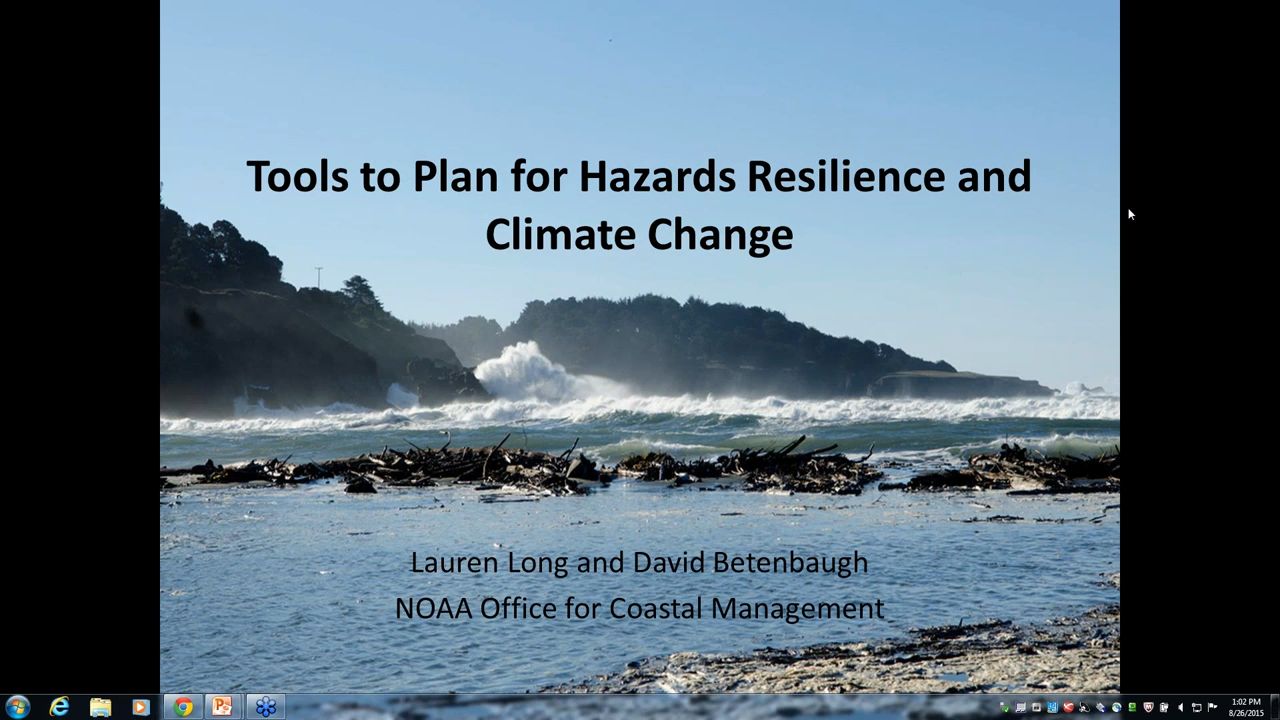 Tools to Plan for Hazards Resilience and
Climate Change
Lauren Long and David Betenbaugh
NOAA Office for Coastal Management
1:02 PM
8/26/2015